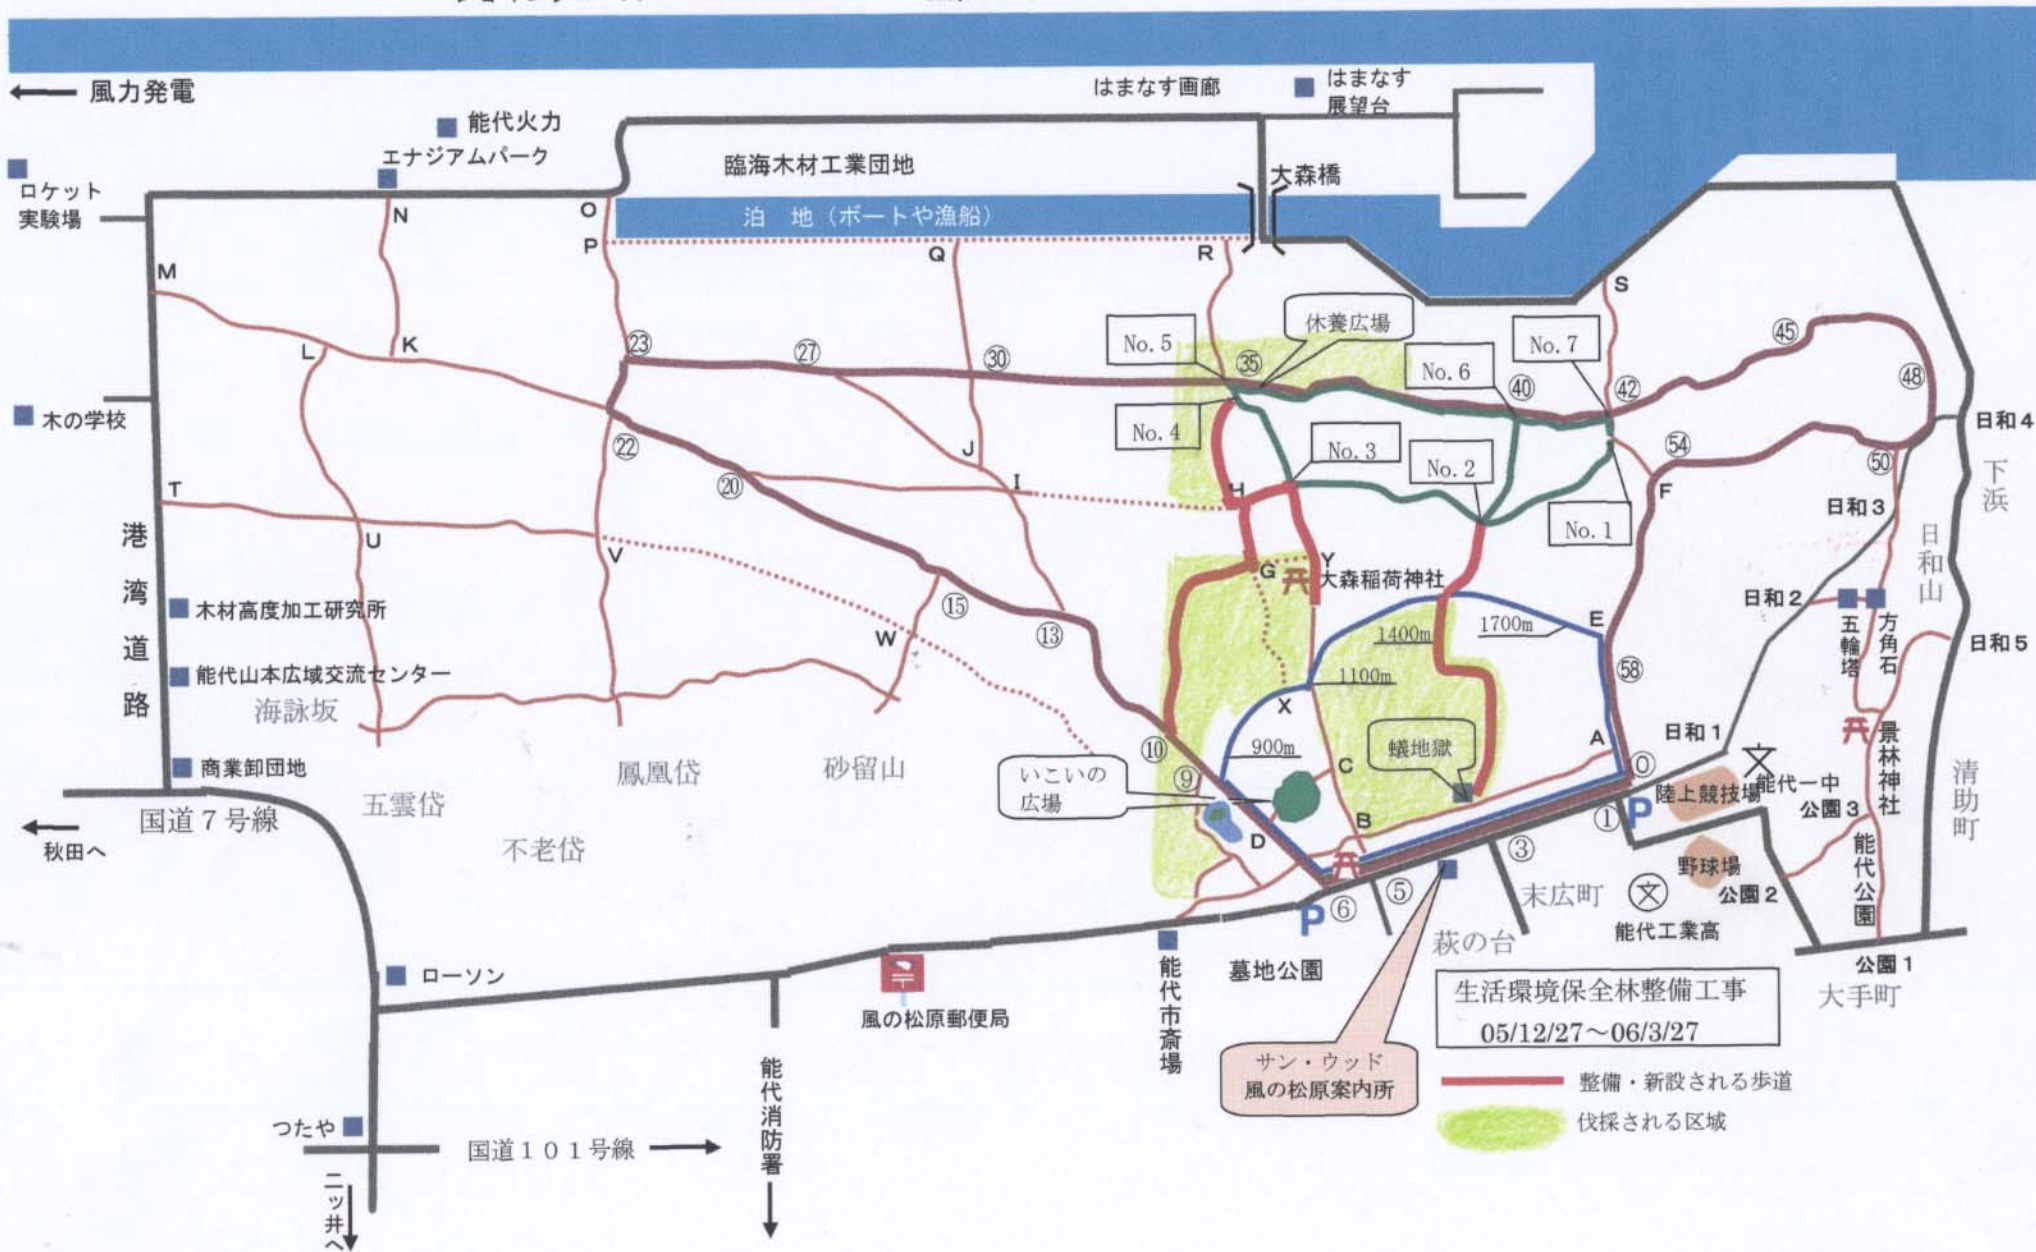 風力発電
はまなす画廊
はまなす
展望台
能代火力
エナジアムパーク
ロケット
実験場
臨海木材工業団地
大森橋
泊 地（ボートや漁船）
M
N
O
P
Q
R
S
L
K
No.5
休養広場
No.6
No.7
㉓
㉗
㉚
㉟
㊵
㊷
㊺
㊽
木の学校
No.4
No.3
No.2
No.1
J
I
H
F
54
㊿
日和4
下浜
㉒
⑳
T
U
V
W
G
Y
日和3
日和山
港湾道路
木材高度加工研究所
能代山本広域交流センター
商業卸団地
大森稲荷神社
日和2
五輪塔
方角石
日和5
⑮
⑬
1400m
1700m
E
58
1100m
X
900m
海詠坂
五雲岱
不老岱
鳳凰岱
砂留山
⑩
⑨
いこいの
広場
蟻地獄
A
B
C
D
日和1
⓪
①
P
陸上競技場
能代一中
公園3
景林神社
清助町
国道７号線
秋田へ
③
⑤
⑥
P
末広町
野球場
公園2
文
文
能代工業高
能代公園
萩の台
墓地公園
公園1
大手町
ローソン
〒
風の松原郵便局
能代市斎場
生活環境保全林整備工事
05/12/27～06/3/27
サン・ウッド
風の松原案内所
整備・新設される歩道
伐採される区域
つたや
国道１０１号線
二ッ井へ
能代消防署